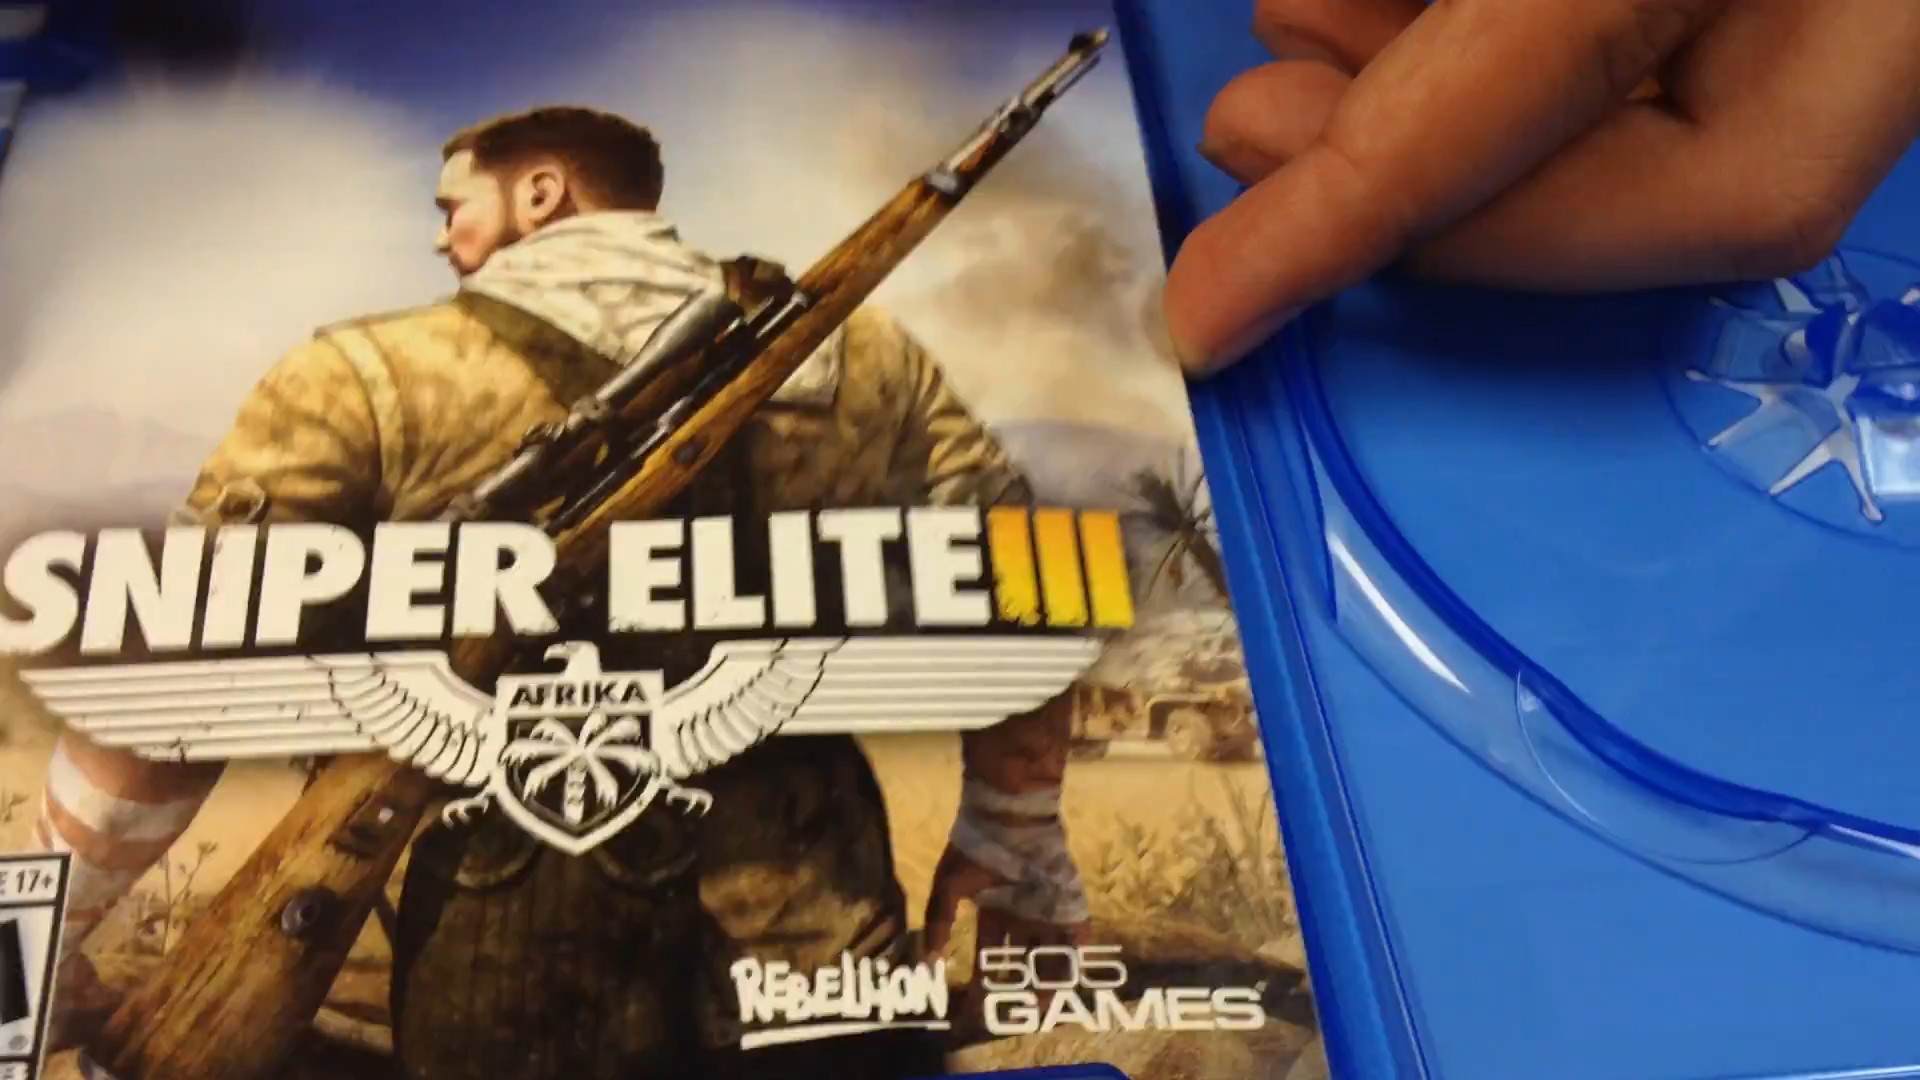 SNIPER ELITE III
AFRIKA
E 17+
REBELLION
505
GAMES